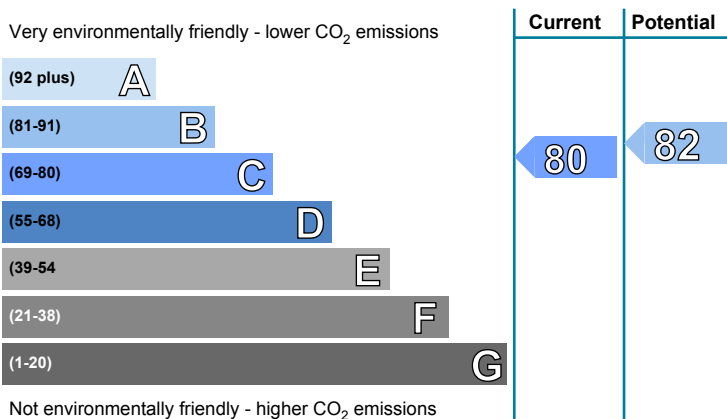 Current Potential
Very environmentally friendly - lower CO₂ emissions
(92 plus) A
(81-91) B
(69-80) C
80 82
(55-68) D
(39-54 E
(21-38) F
(1-20) G
Not environmentally friendly - higher CO₂ emissions